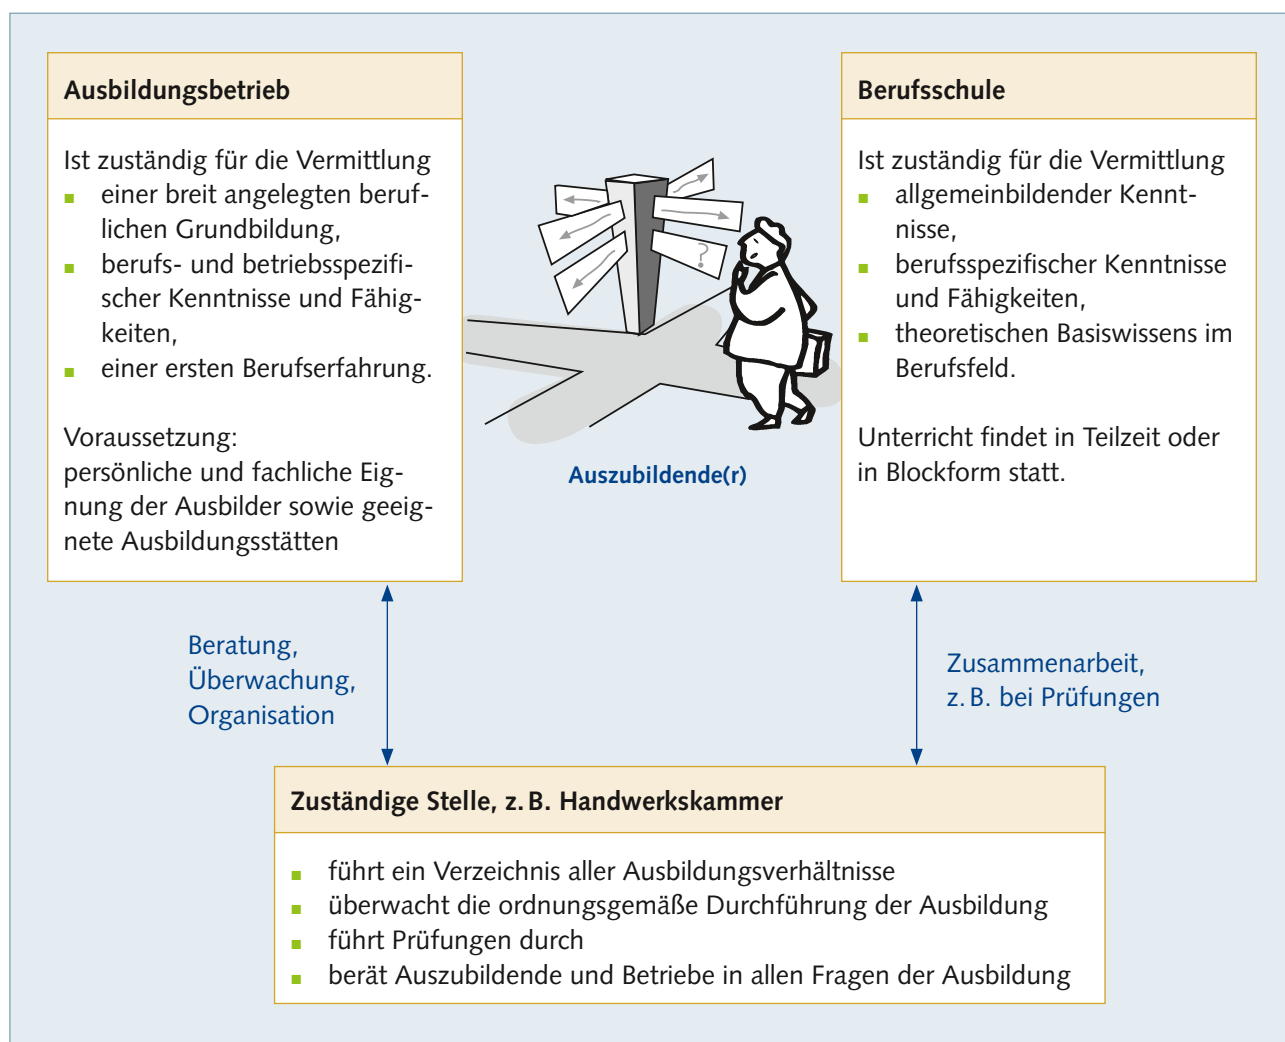 Ausbildungsbetrieb
Ist zuständig für die Vermittlung
einer breit angelegten beruf-
lichen Grundbildung,
berufs- und betriebsspezifi-
scher Kenntnisse und Fähig-
keiten,
einer ersten Berufserfahrung.
Voraussetzung:
persönliche und fachliche Eig-
nung der Ausbilder sowie geeig-
nete Ausbildungsstätten
?
Auszubildende(r)
Berufsschule
Ist zuständig für die Vermittlung
allgemeinbildender Kennt-
nisse,
berufsspezifischer Kenntnisse
und Fähigkeiten,
theoretischen Basiswissens im
Berufsfeld.
Unterricht findet in Teilzeit oder
in Blockform statt.
Beratung,
Überwachung,
Organisation
Zusammenarbeit,
z. B. bei Prüfungen
Zuständige Stelle, z. B. Handwerkskammer
führt ein Verzeichnis aller Ausbildungsverhältnisse
überwacht die ordnungsgemäße Durchführung der Ausbildung
führt Prüfungen durch
berät Auszubildende und Betriebe in allen Fragen der Ausbildung